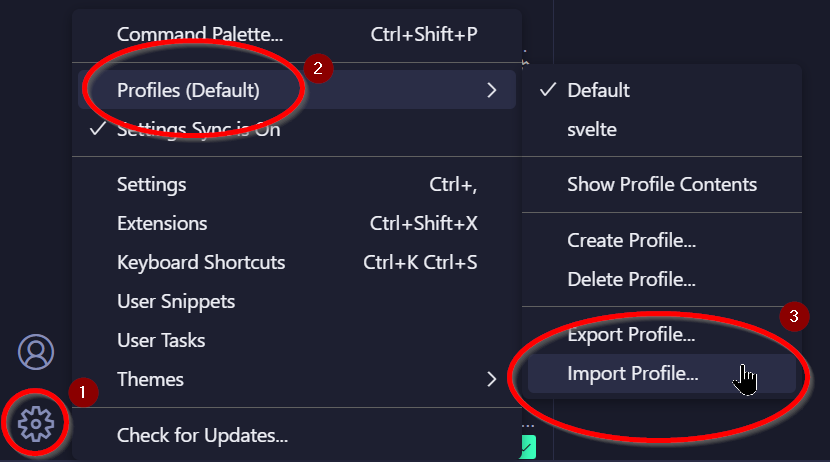 Command Palette... Ctrl+Shift+P
2
Profiles (Default)
Settings Sync is On
Settings Ctrl+,
Extensions Ctrl+Shift+X
Keyboard Shortcuts Ctrl+K Ctrl+S
User Snippets
User Tasks
Themes
1
Check for Updates...
Default
svelte
Show Profile Contents
Create Profile...
Delete Profile...
3
Export Profile...
Import Profile...